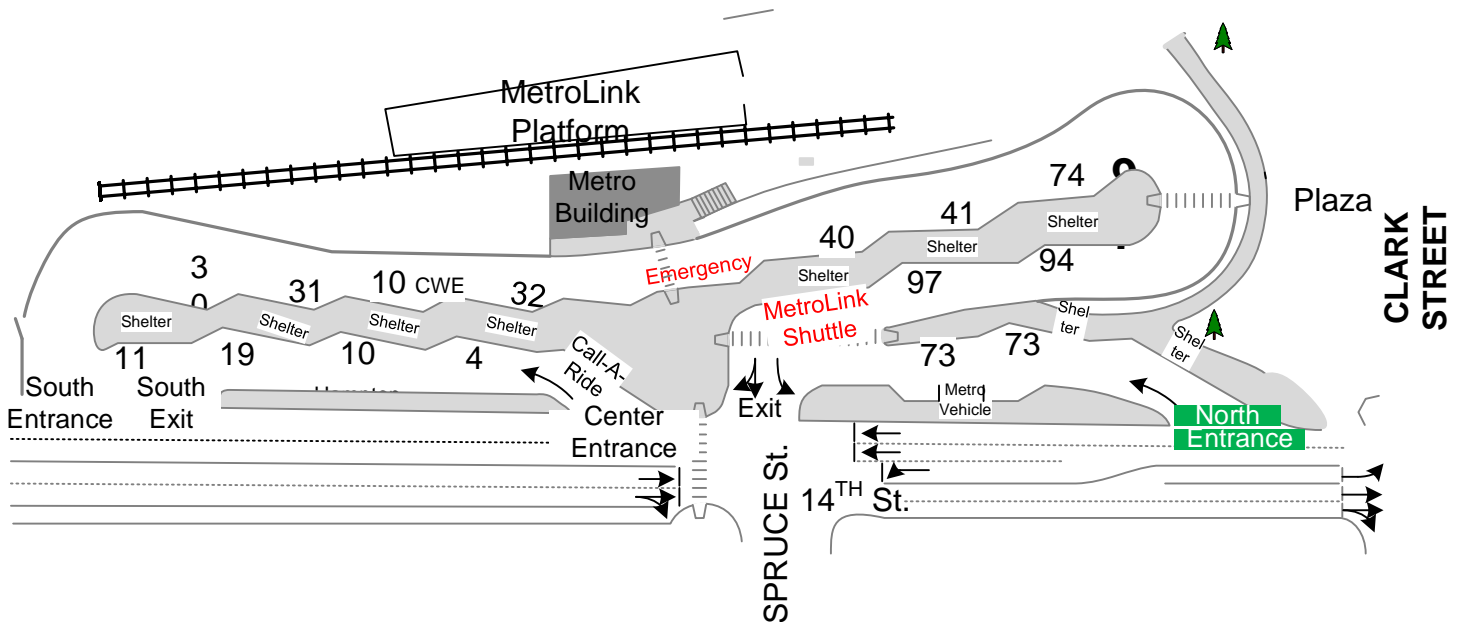 MetroLink
Platform
Metro
Building
74
Shelter
Plaza
CLARK
STREET
41
Shelter
40
Shelter
Emergency
94
97
3
0
31
10 CWE
32
Shelter
Shelter
Shelter
Shelter
MetroLink
Shuttle
Shel
ter
Shel
ter
11
19
10
4
Call-A-
Ride
73
73
South
Entrance
South
Exit
Center
Entrance
Exit
Metro
Vehicle
North
Entrance
SPRUCE St.
14TH St.